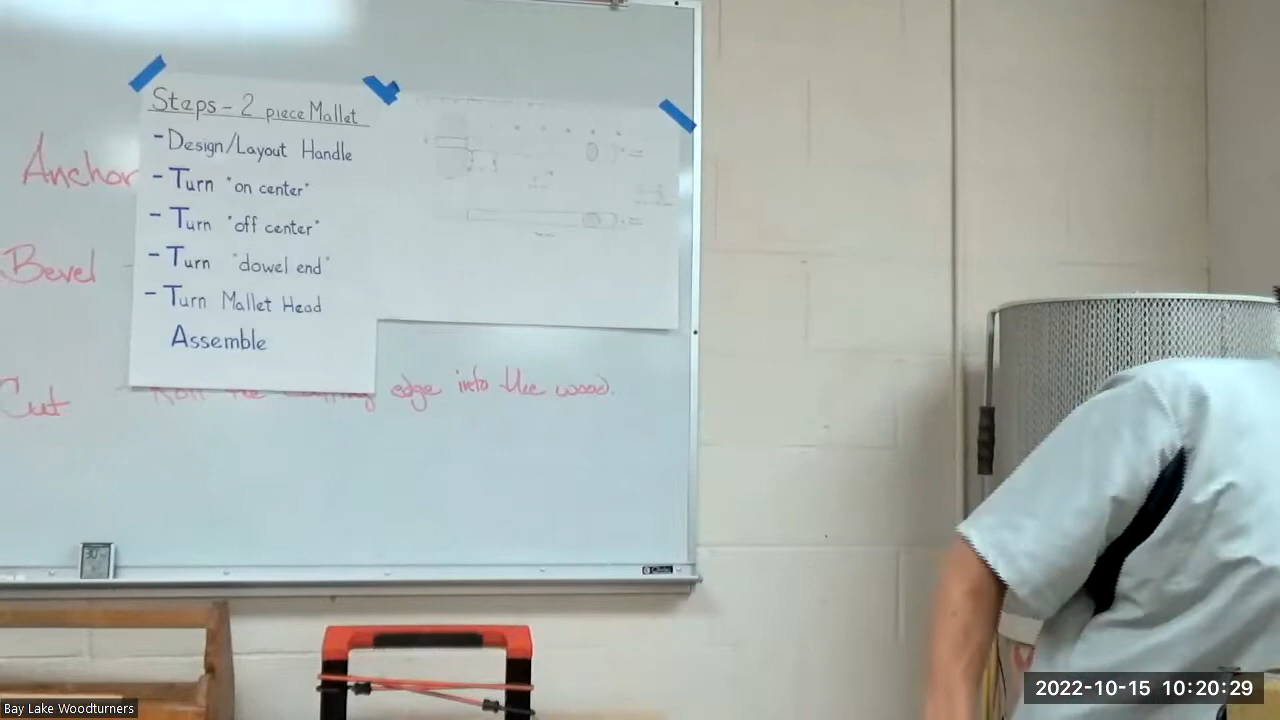 Steps - 2 piece Mallet
- Design/Layout Handle
- Turn "on center"
- Turn "off center"
- Turn "dowel end"
- Turn Mallet Head
Assemble
Anchor
Bevel -
Cut
edge into the wood.
Bay Lake Woodturners
2022-10-15 10:20:29